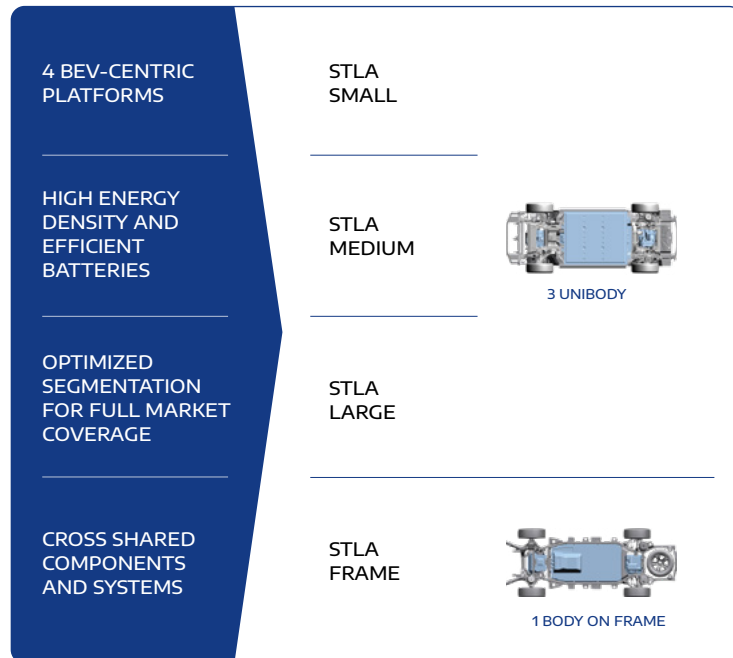 4 BEV-CENTRIC
PLATFORMS
HIGH ENERGY
DENSITY AND
EFFICIENT
BATTERIES
OPTIMIZED
SEGMENTATION
FOR FULL MARKET
COVERAGE
CROSS SHARED
COMPONENTS
AND SYSTEMS
STLA
SMALL
STLA
MEDIUM
STLA
LARGE
STLA
FRAME
3 UNIBODY
1 BODY ON FRAME